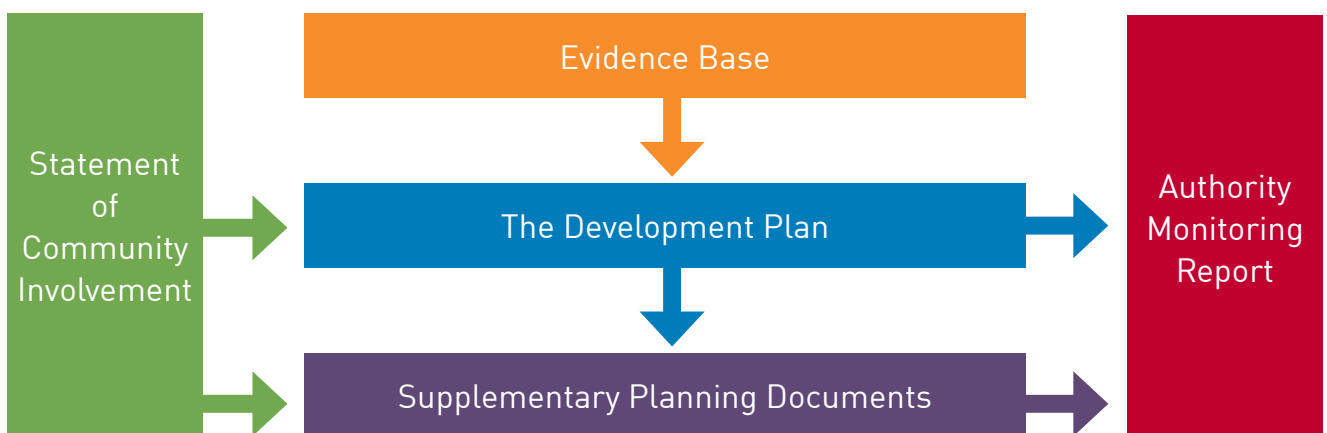 Evidence Base
Statement
of
Community
Involvement
The Development Plan
Authority
Monitoring
Report
Supplementary Planning Documents